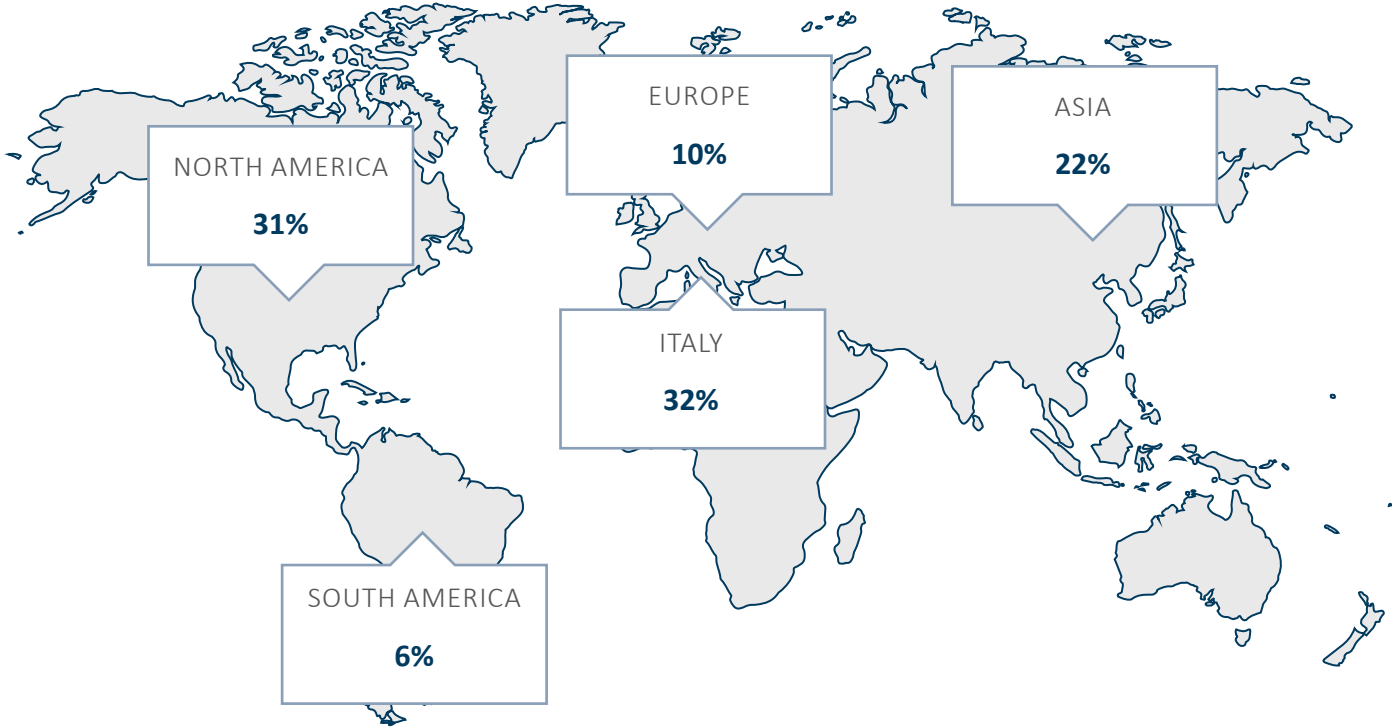 NORTH AMERICA
31%
EUROPE
10%
ASIA
22%
ITALY
32%
SOUTH AMERICA
6%